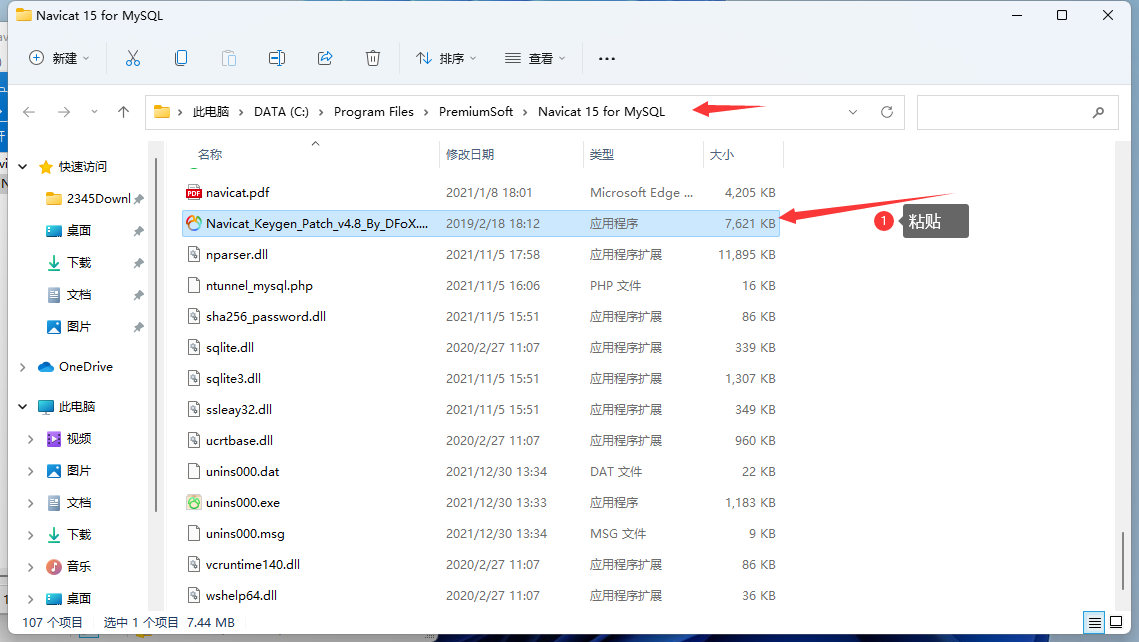 Navicat 15 for MySQL
新建 排序 查看
此电脑 DATA (C:) Program Files PremiumSoft Navicat 15 for MySQL
名称 修改日期 类型 大小
快速访问
2345Downl
桌面
下载
文档
图片
OneDrive
此电脑
视频
图片
文档
下载
音乐
桌面
navicat.pdf 2021/1/8 18:01 Microsoft Edge ... 4,205 KB
Navicat_Keygen_Patch_v4.8_By_DFoX.... 2019/2/18 18:12 应用程序 7,621 KB
1 粘贴
nparser.dll 2021/11/5 17:58 应用程序扩展 11,895 KB
ntunnel_mysql.php 2021/11/5 16:06 PHP 文件 16 KB
sha256_password.dll 2021/11/5 15:51 应用程序扩展 86 KB
sqlite.dll 2020/2/27 11:07 应用程序扩展 339 KB
sqlite3.dll 2021/11/5 15:51 应用程序扩展 1,307 KB
ssleay32.dll 2021/11/5 15:51 应用程序扩展 349 KB
ucrtbase.dll 2020/2/27 11:07 应用程序扩展 960 KB
unins000.dat 2021/12/30 13:34 DAT 文件 22 KB
unins000.exe 2021/12/30 13:33 应用程序 1,183 KB
unins000.msg 2021/12/30 13:34 MSG 文件 9 KB
vcruntime140.dll 2020/2/27 11:07 应用程序扩展 86 KB
wshelp64.dll 2020/2/27 11:07 应用程序扩展 36 KB
107 个项目 选中 1 个项目 7.44 MB